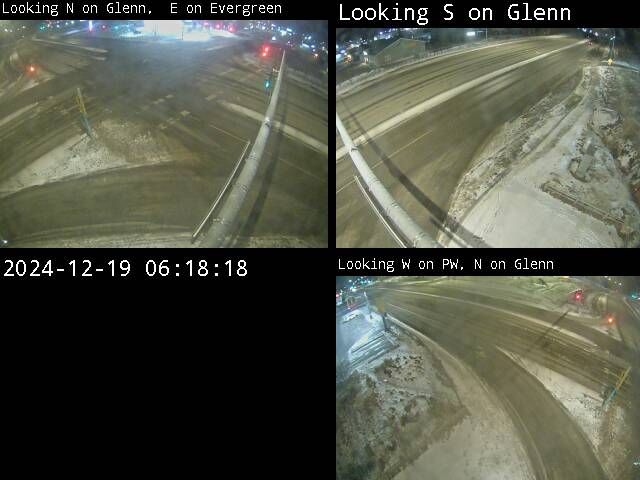 Looking N on Glenn,  E on Evergreen
Looking S on Glenn
2024-12-19 06:18:18
Looking W on PW, N on Glenn